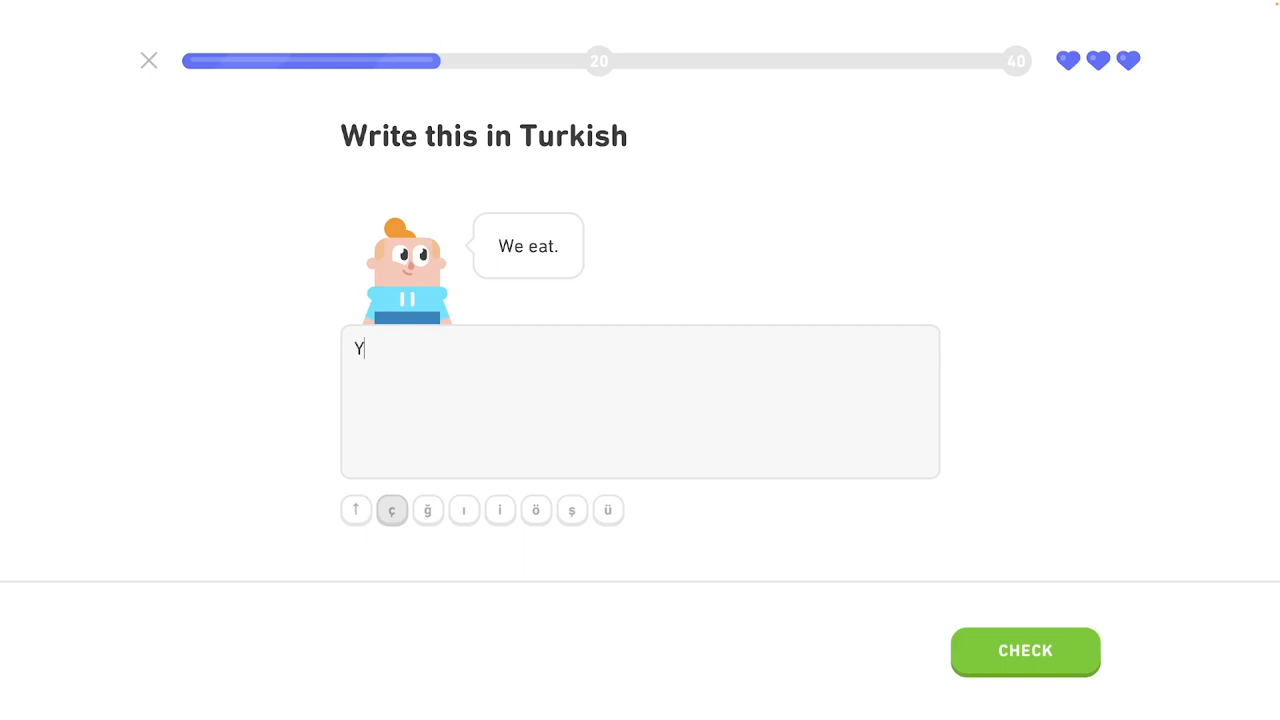 20
40
Write this in Turkish
We eat.
Y
↑ ç ğ ı i ö ş ü
CHECK